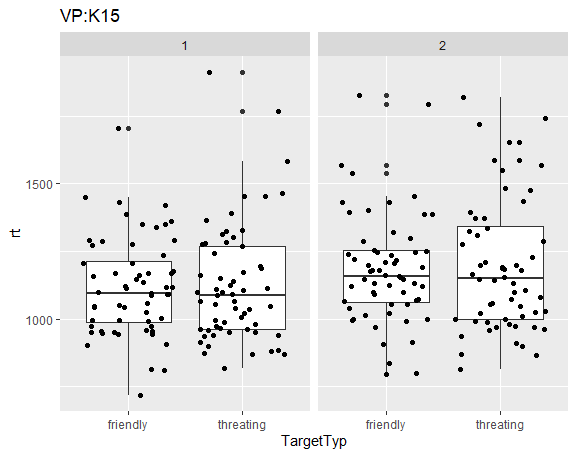 VP:K15
1 2
rt
1500
1000
friendly threating friendly threating
TargetTyp